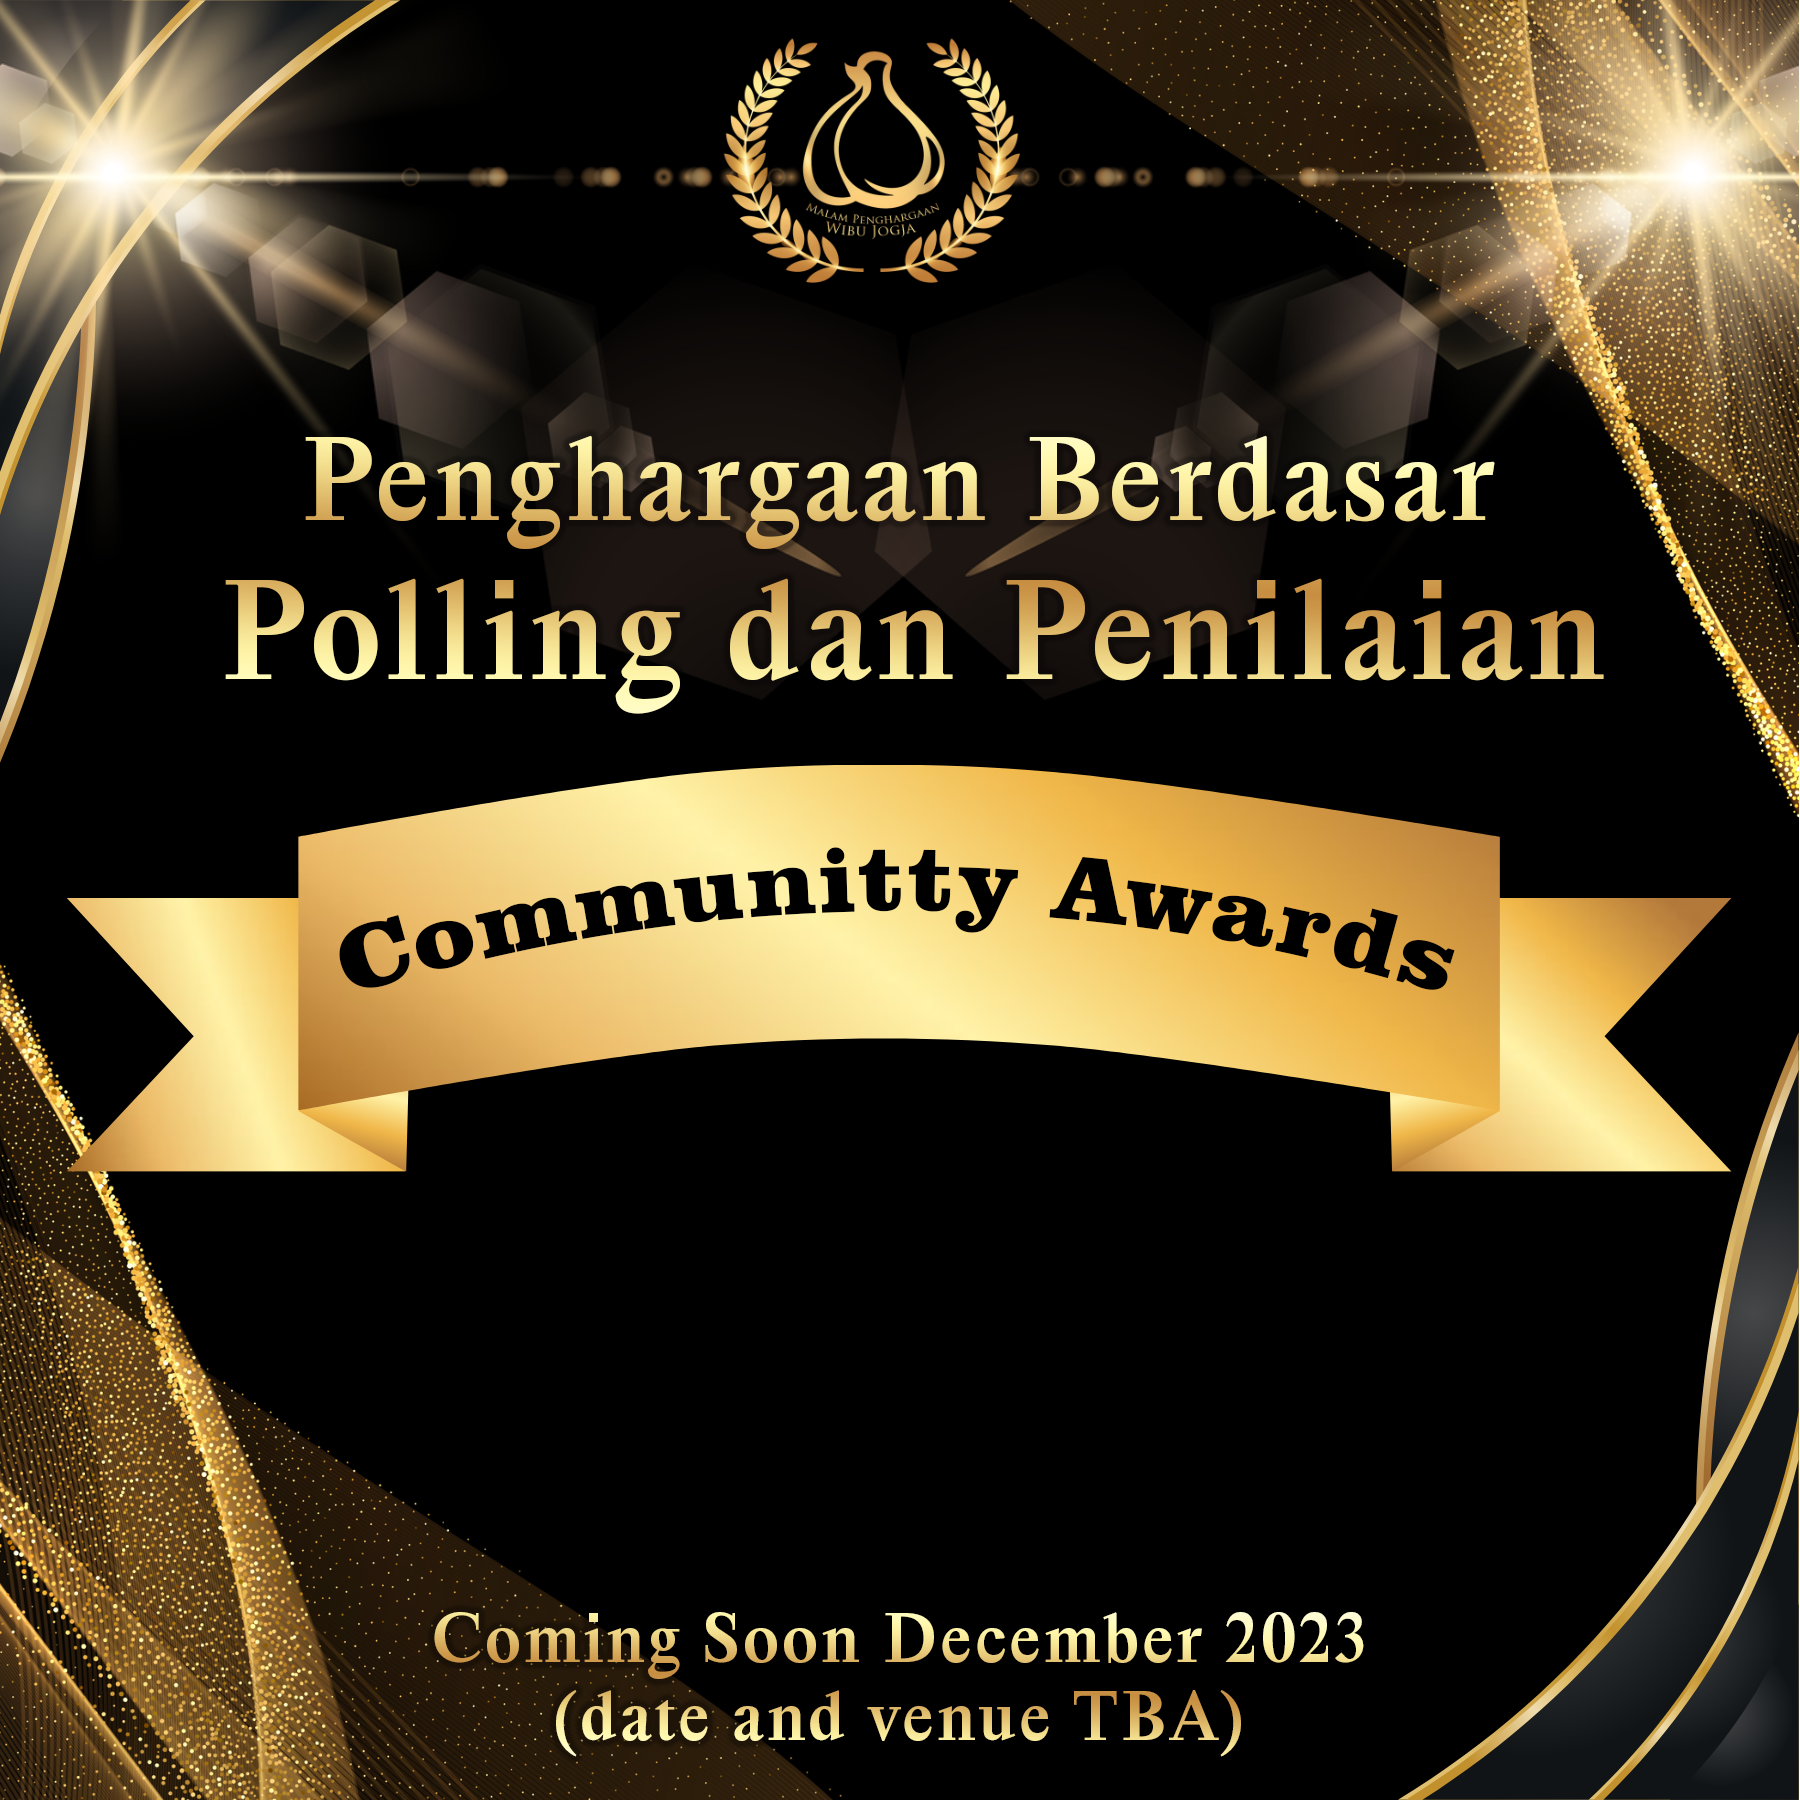 Malam Penghargaan
Wibu Jogja
Penghargaan Berdasar
Polling dan Penilaian
Communitty Awards
Coming Soon December 2023
(date and venue TBA)